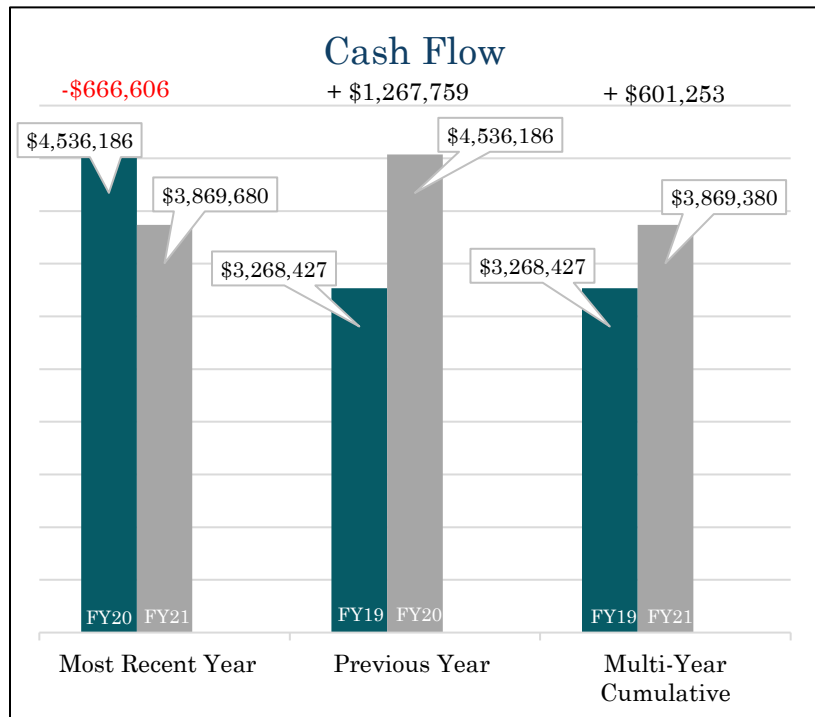 Cash Flow
-$666,606
+ $1,267,759
+ $601,253
$4,536,186
$3,869,680
$3,268,427
$4,536,186
$3,268,427
$3,869,380
FY20
FY21
FY19
FY20
FY19
FY21
Most Recent Year
Previous Year
Multi-Year
Cumulative